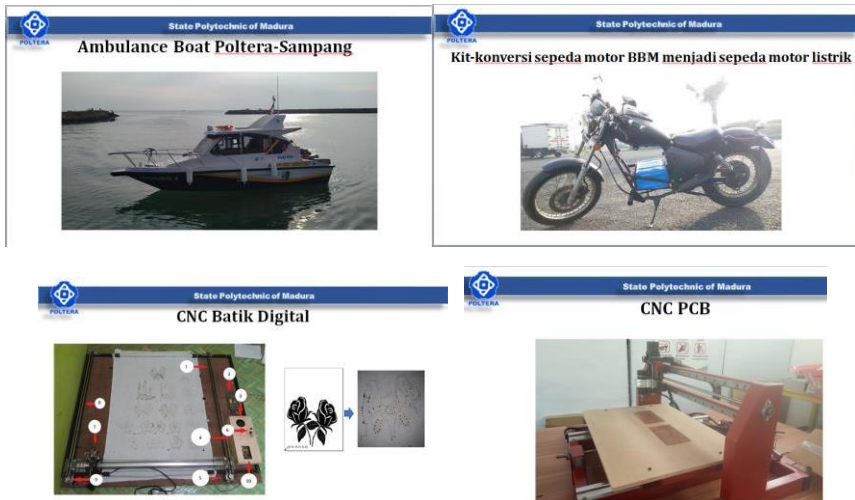 State Polytechnic of Madura
POLTERA
Ambulance Boat Poltera-Sampang
State Polytechnic of Madura
POLTERA
Kit-konversi sepeda motor BBM menjadi sepeda motor listrik
State Polytechnic of Madura
POLTERA
CNC Batik Digital
State Polytechnic of Madura
POLTERA
CNC PCB